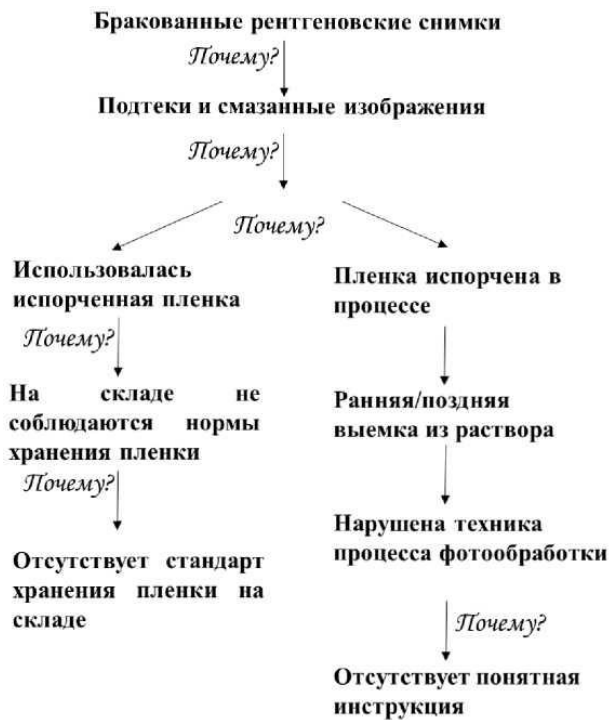 Бракованные рентгеновские снимки
Почему?
Подтеки и смазанные изображения
Почему?
Почему?
Использовалась
испорченная пленка
Почему?
На складе не
соблюдаются нормы
хранения пленки
Почему?
Отсутствует стандарт
хранения пленки на
складе
Пленка испорчена в
процессе
Ранняя/поздняя
выемка из раствора
Нарушена техника
процесса фотообработки
Почему?
Отсутствует понятная
инструкция